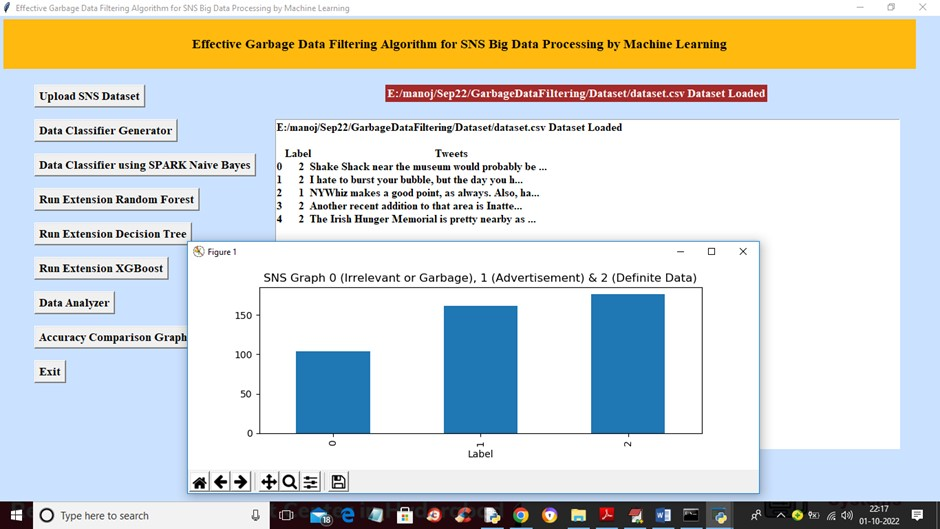 Effective Garbage Data Filtering Algorithm for SNS Big Data Processing by Machine Learning
Effective Garbage Data Filtering Algorithm for SNS Big Data Processing by Machine Learning
Upload SNS Dataset
E:/manoj/Sep22/GarbageDataFiltering/Dataset/dataset.csv Dataset Loaded
Data Classifier Generator
Data Classifier using SPARK Naive Bayes
Run Extension Random Forest
Run Extension Decision Tree
Run Extension XGBoost
Data Analyzer
Accuracy Comparison Graph
Exit
E:/manoj/Sep22/GarbageDataFiltering/Dataset/dataset.csv Dataset Loaded
Label Tweets
0 2 Shake Shack near the museum would probably be ...
1 2 I hate to burst your bubble, but the day you h...
2 1 NYWhiz makes a good point, as always. Also, ha...
3 2 Another recent addition to that area is Inatte...
4 2 The Irish Hunger Memorial is pretty nearby as ...
Figure 1
SNS Graph 0 (Irrelevant or Garbage), 1 (Advertisement) & 2 (Definite Data)
150
100
50
0
0 1 2
Label
Type here to search
18
22:17
01-10-2022